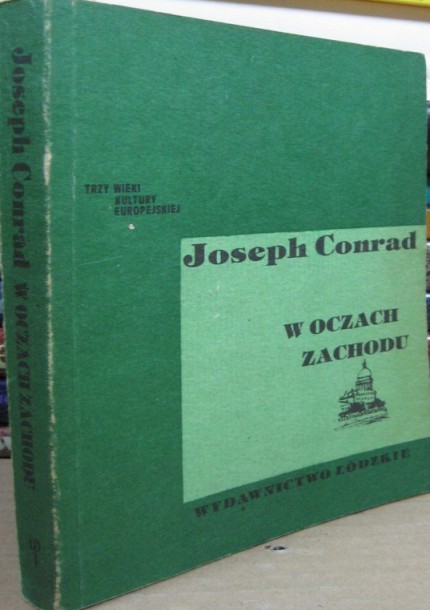 Joseph Conrad W OCZACH ZACHODU
TRZY WIEKI
KULTURY
EUROPEJSKIEJ
Joseph Conrad
W OCZACH
ZACHODU
WYDAWNICTWO ŁÓDZKIE